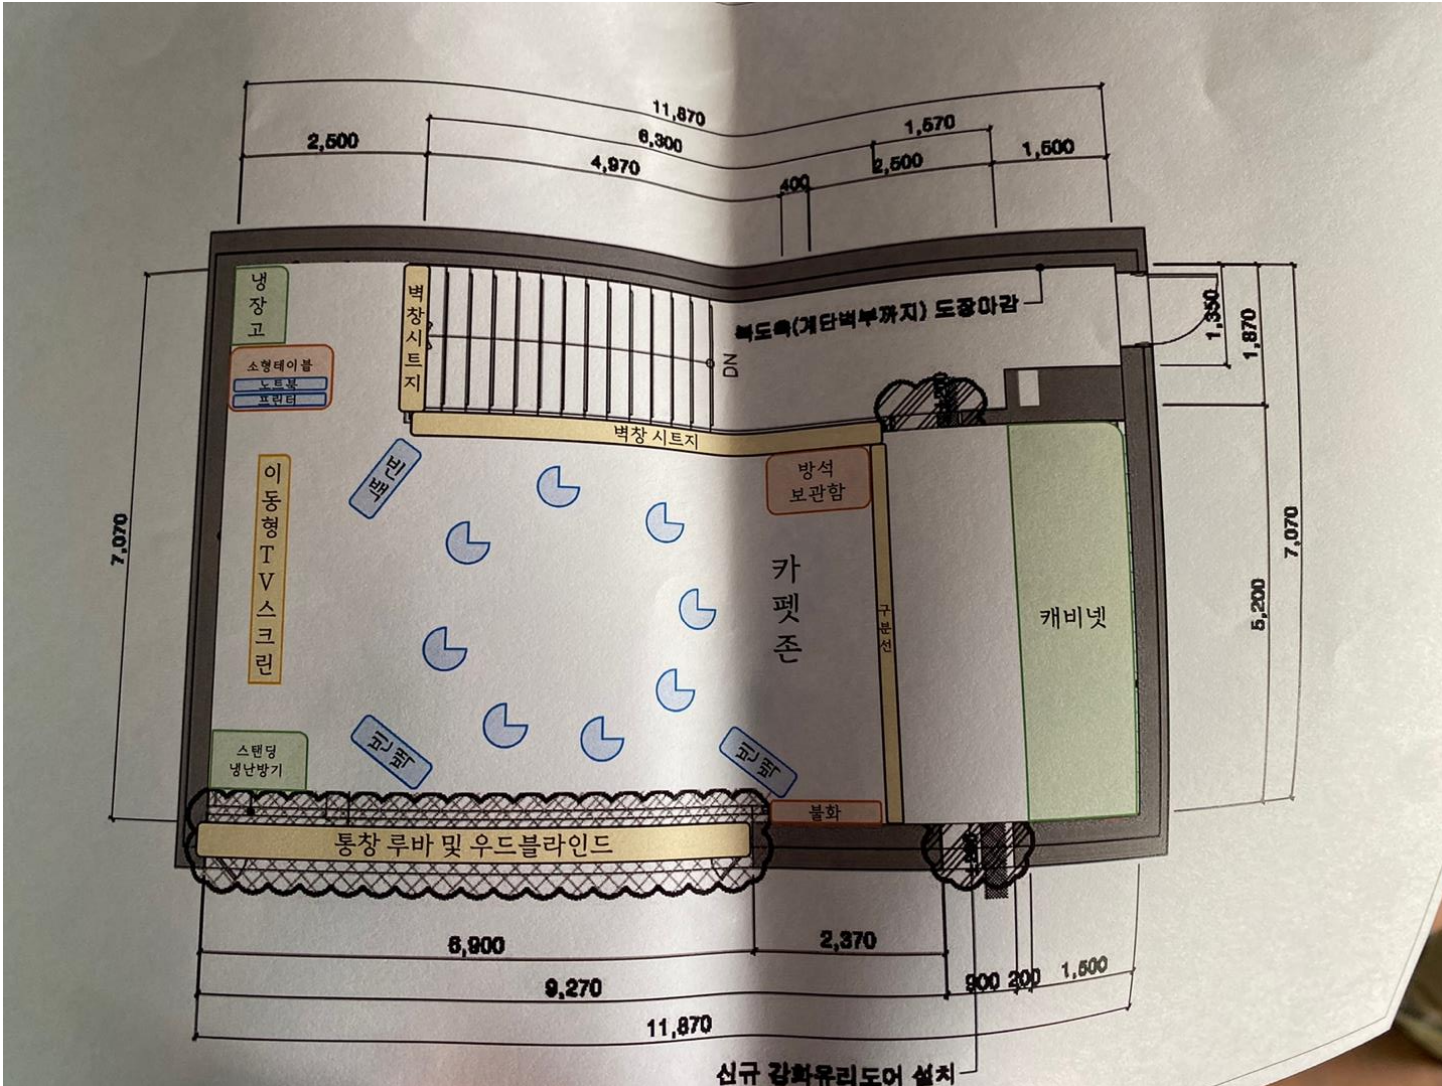 11,870
6,300
1,570
2,500
4,970
400
2,500
1,500
냉장고
벽창시트지
복도측(계단벽부까지) 도장마감
DN
1,350
1,870
소형테이블
노트북
프린터
벽창 시트지
빈백
방석
보관함
이동형TV스크린
카펫존
구분선
캐비넷
7,070
7,070
5,200
스탠딩
냉난방기
빈백
빈백
불화
통창 루바 및 우드블라인드
6,900
2,370
9,270
900
200
1,500
11,870
신규 강화유리도어 설치